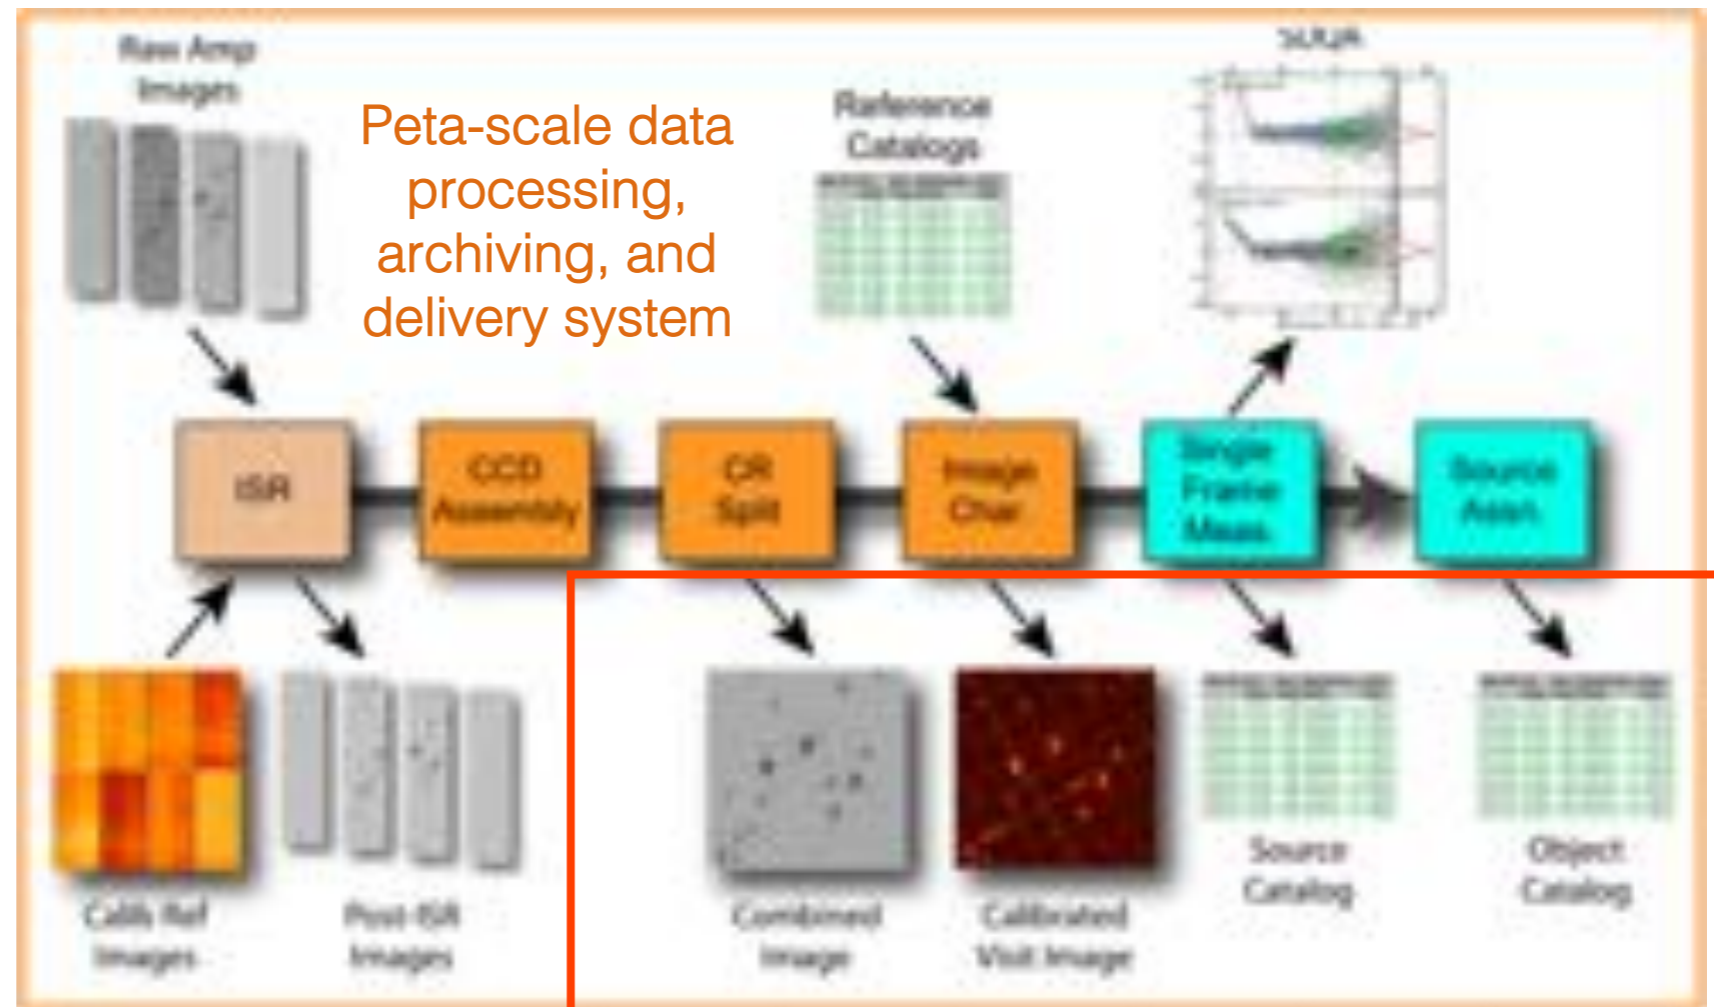 Raw Amp
Images
Peta-scale data
processing,
archiving, and
delivery system
Reference
Catalogs
SDQA
ISR
CCD
Assembly
CR
Split
Image
Char.
Single
Frame
Meas.
Source
Assn.
Calib Ref
Images
Post-ISR
Images
Combined
Image
Calibrated
Visit Image
Source
Catalog
Object
Catalog